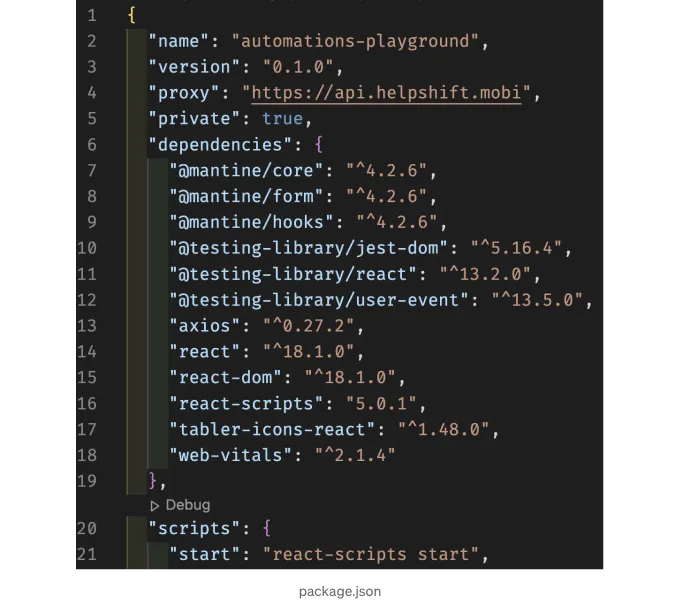 1 {
2 "name": "automations-playground",
3 "version": "0.1.0",
4 "proxy": "https://api.helpshift.mobi",
5 "private": true,
6 "dependencies": {
7 "@mantine/core": "^4.2.6",
8 "@mantine/form": "^4.2.6",
9 "@mantine/hooks": "^4.2.6",
10 "@testing-library/jest-dom": "^5.16.4",
11 "@testing-library/react": "^13.2.0",
12 "@testing-library/user-event": "^13.5.0",
13 "axios": "^0.27.2",
14 "react": "^18.1.0",
15 "react-dom": "^18.1.0",
16 "react-scripts": "5.0.1",
17 "tabler-icons-react": "^1.48.0",
18 "web-vitals": "^2.1.4"
19 },
▷ Debug
20 "scripts": {
21 "start": "react-scripts start",
package.json